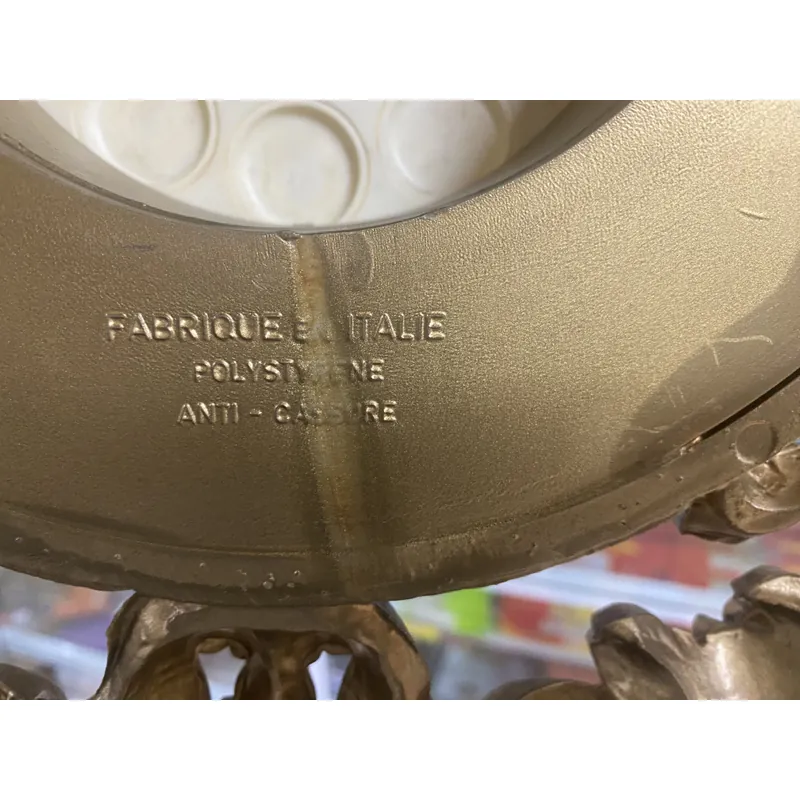 FABRIQUE EN ITALIE
POLYSTYRENE
ANTI - CASSURE